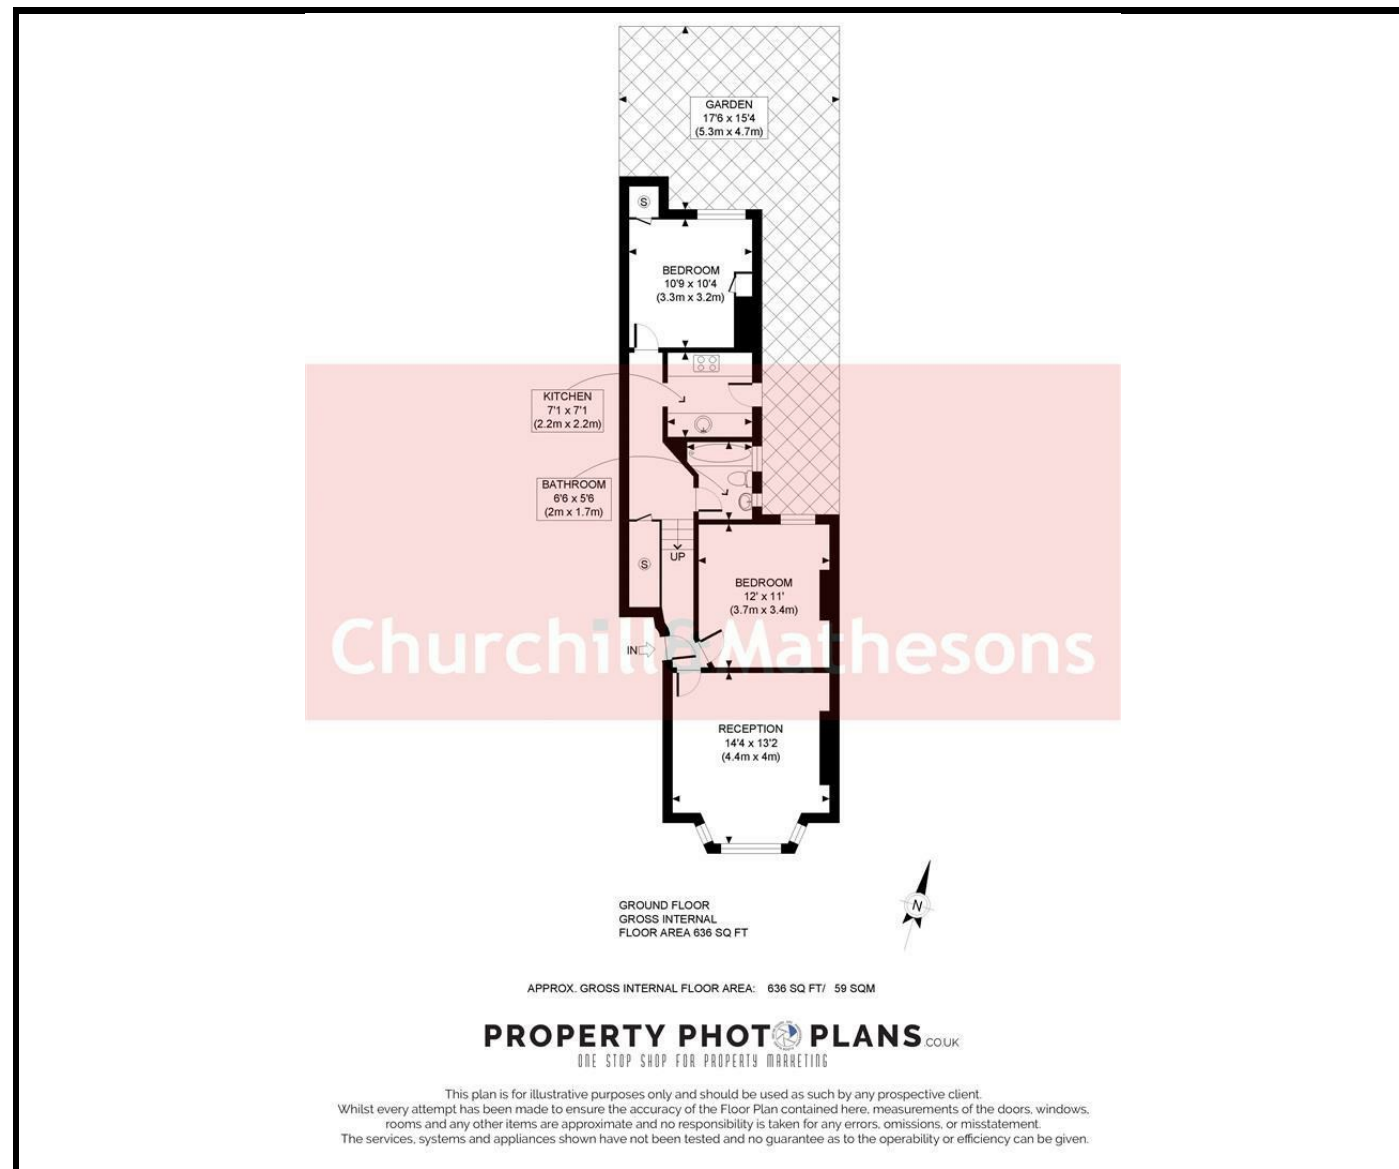 GARDEN
17'6 x 15'4
(5.3m x 4.7m)
S
BEDROOM
10'9 x 10'4
(3.3m x 3.2m)
KITCHEN
7'1 x 7'1
(2.2m x 2.2m)
BATHROOM
6'6 x 5'6
(2m x 1.7m)
UP
S
BEDROOM
12' x 11'
(3.7m x 3.4m)
IN
Churchill & Mathesons
RECEPTION
14'4 x 13'2
(4.4m x 4m)
GROUND FLOOR
GROSS INTERNAL
FLOOR AREA 636 SQ FT
N
APPROX. GROSS INTERNAL FLOOR AREA: 636 SQ FT/ 59 SQM
PROPERTY PHOTO PLANS.CO.UK
ONE STOP SHOP FOR PROPERTY MARKETING
This plan is for illustrative purposes only and should be used as such by any prospective client.
Whilst every attempt has been made to ensure the accuracy of the Floor Plan contained here, measurements of the doors, windows,
rooms and any other items are approximate and no responsibility is taken for any errors, omissions, or misstatement.
The services, systems and appliances shown have not been tested and no guarantee as to the operability or efficiency can be given.